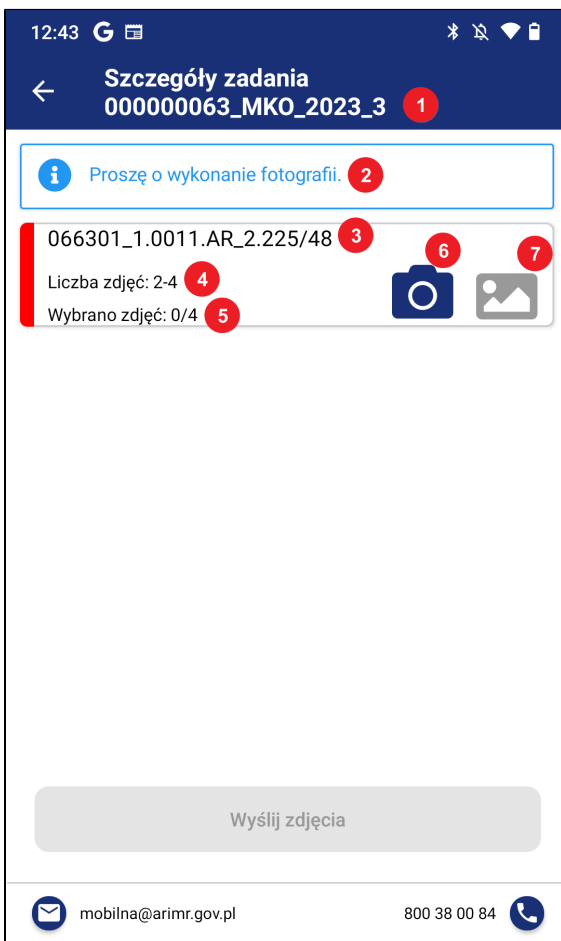 12:43 G
Szczegóły zadania
000000063_MKO_2023_3 1
Proszę o wykonanie fotografii. 2
066301_1.0011.AR_2.225/48 3
6
7
Liczba zdjęć: 2-4 4
Wybrano zdjęć: 0/4 5
Wyślij zdjęcia
mobilna@arimr.gov.pl 800 38 00 84